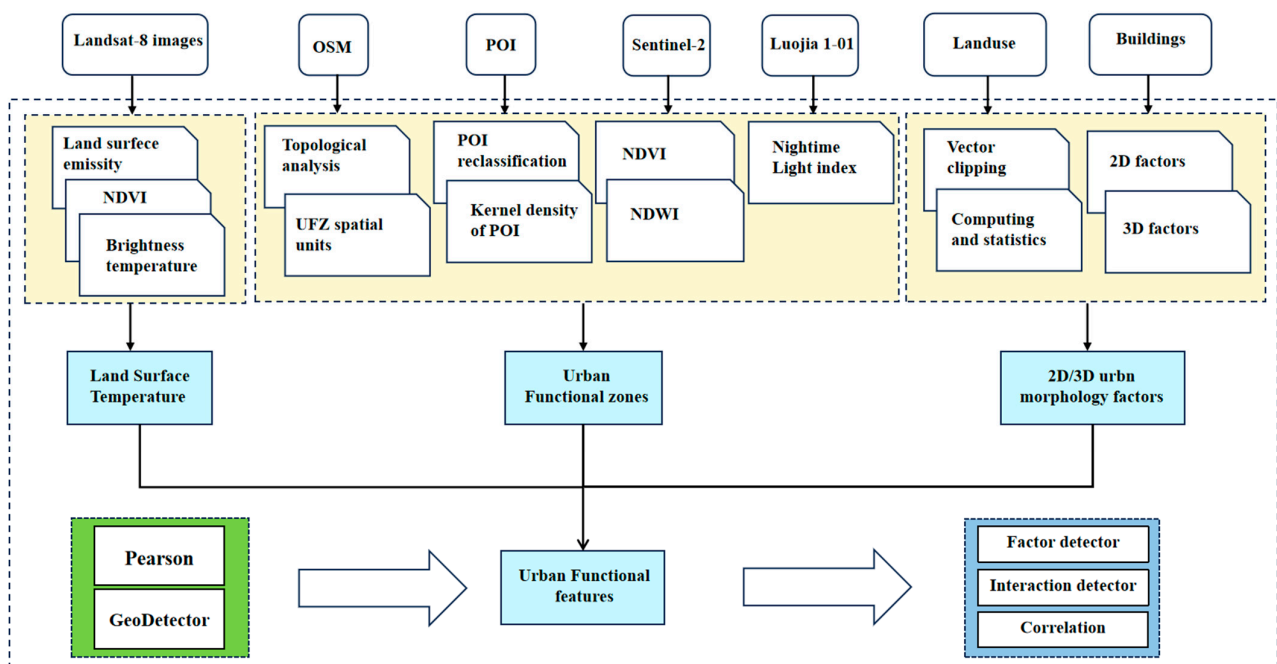 Landsat-8 images
OSM
POI
Sentinel-2
Luojia 1-01
Landuse
Buildings
Land surfece
emissity
NDVI
Brightness
temperature
Topological
analysis
UFZ spatial
units
POI
reclassification
Kernel density
of POI
NDVI
NDWI
Nightime
Light index
Vector
clipping
Computing
and statistics
2D factors
3D factors
Land Surface
Temperature
Urban
Functional zones
2D/3D urbn
morphology factors
Pearson
GeoDetector
Urban Functional
features
Factor detector
Interaction detector
Correlation